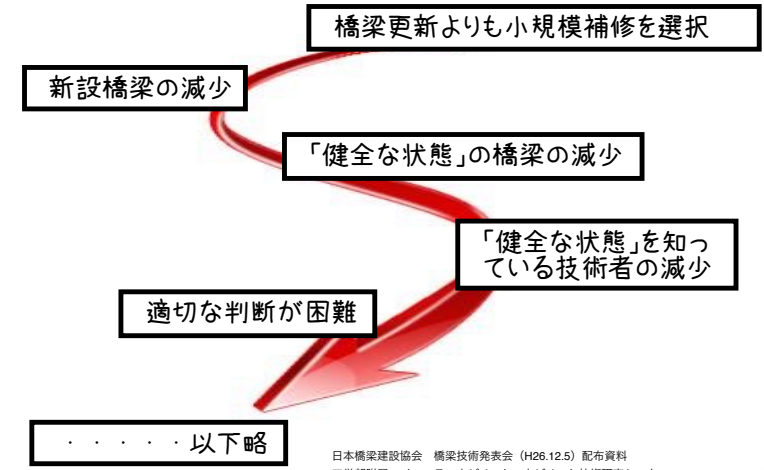 橋梁更新よりも小規模補修を選択
新設橋梁の減少
「健全な状態」の橋梁の減少
「健全な状態」を知っ
ている技術者の減少
適切な判断が困難
・・・・・以下略
日本橋梁建設協会 橋梁技術発表会（H26.12.5）配布資料